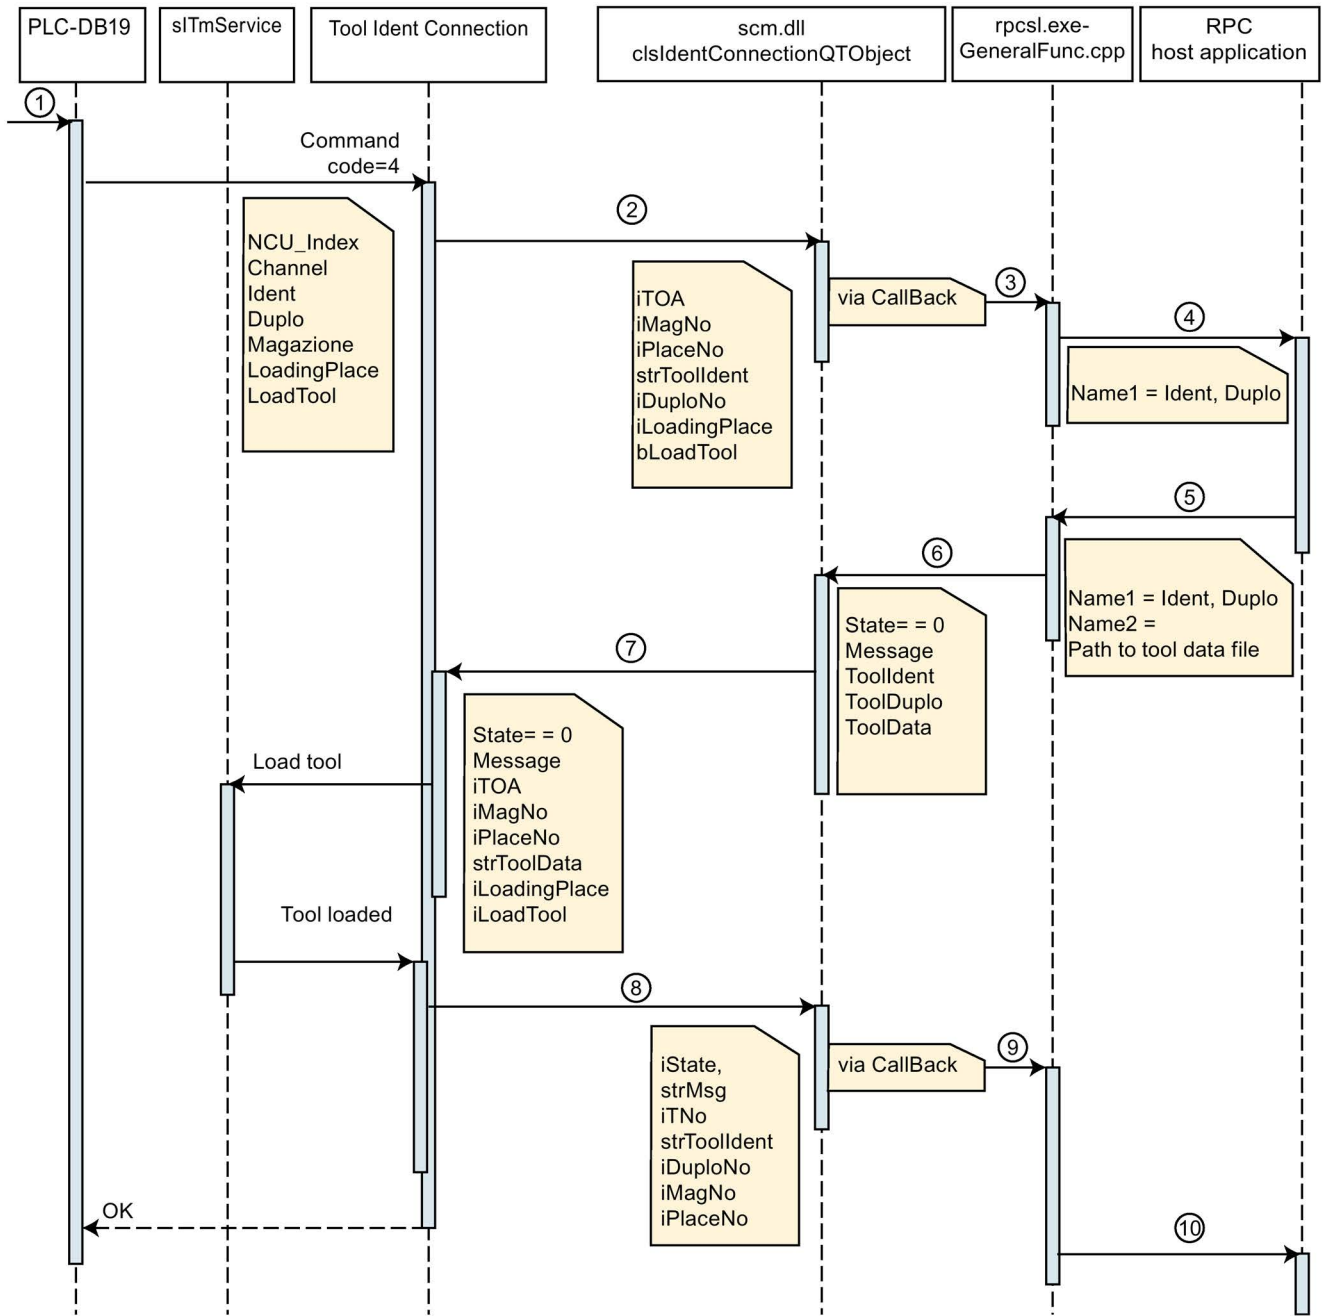 PLC-DB19
slTmService
Tool Ident Connection
scm.dll
clsIdentConnectionQTObject
rpcsl.exe-
GeneralFunc.cpp
RPC
host application
1
Command
code=4
NCU_Index
Channel
Ident
Duplo
Magazione
LoadingPlace
LoadTool
2
iTOA
iMagNo
iPlaceNo
strToolIdent
iDuploNo
iLoadingPlace
bLoadTool
via CallBack
3
4
Name1 = Ident, Duplo
5
Name1 = Ident, Duplo
Name2 =
Path to tool data file
6
State= = 0
Message
ToolIdent
ToolDuplo
ToolData
7
State= = 0
Message
iTOA
iMagNo
iPlaceNo
strToolData
iLoadingPlace
iLoadTool
Load tool
Tool loaded
8
iState,
strMsg
iTNo
strToolIdent
iDuploNo
iMagNo
iPlaceNo
via CallBack
9
OK
10